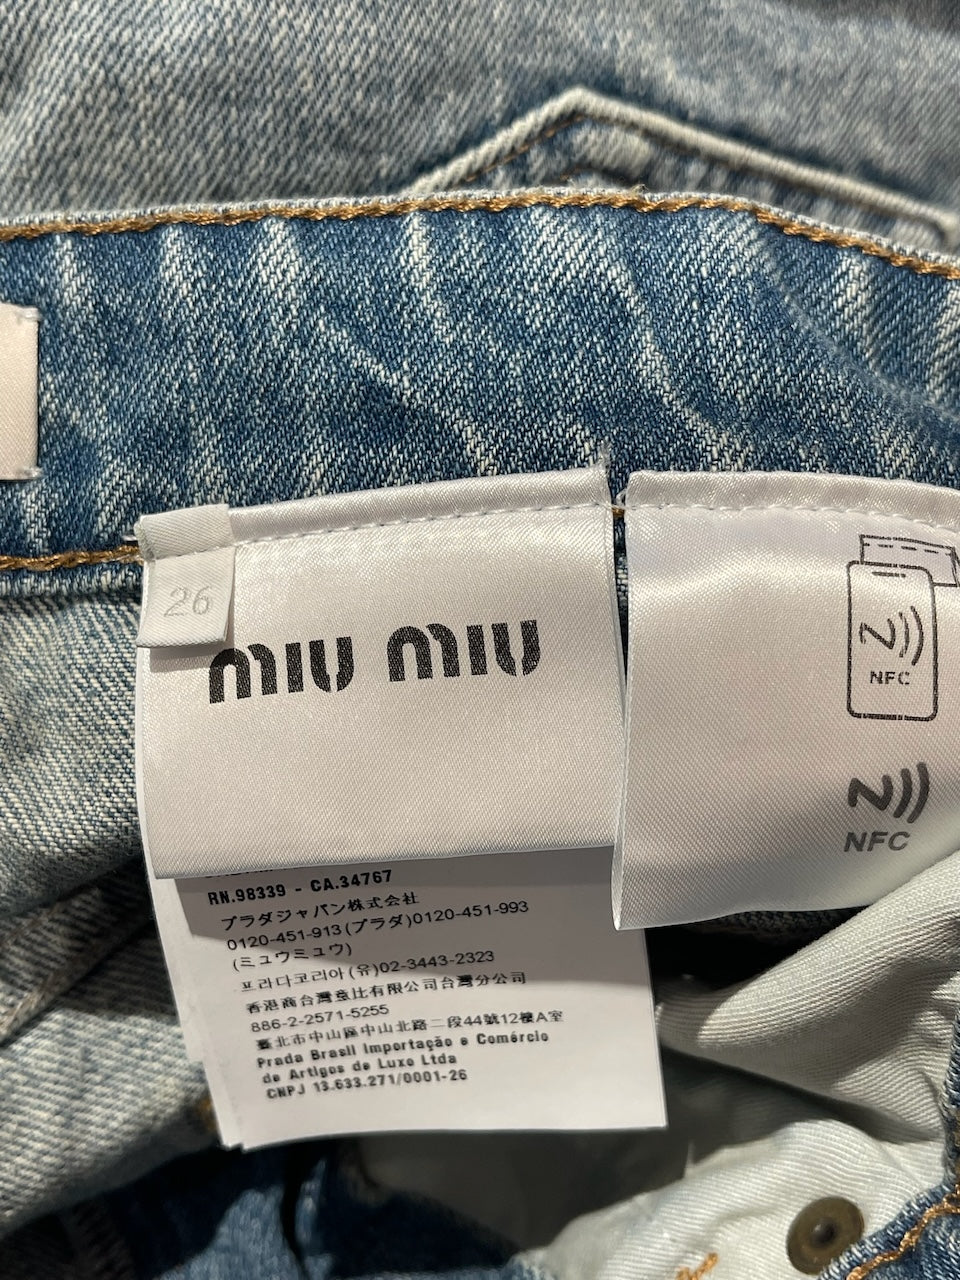 26
miu miu
NFC
NFC
RN.98339 - CA.34767
プラダジャパン株式会社
0120-451-913 (プラダ)0120-451-993
(ミュウミュウ)
프라다코리아 (유)02-3443-2323
香港商台灣壹比有限公司台灣分公司
886-2-2571-5255
臺北市中山區中山北路二段44號12樓A室
Prada Brasil Importação e Comércio
de Artigos de Luxo Ltda
CNPJ 13.633.271/0001-26